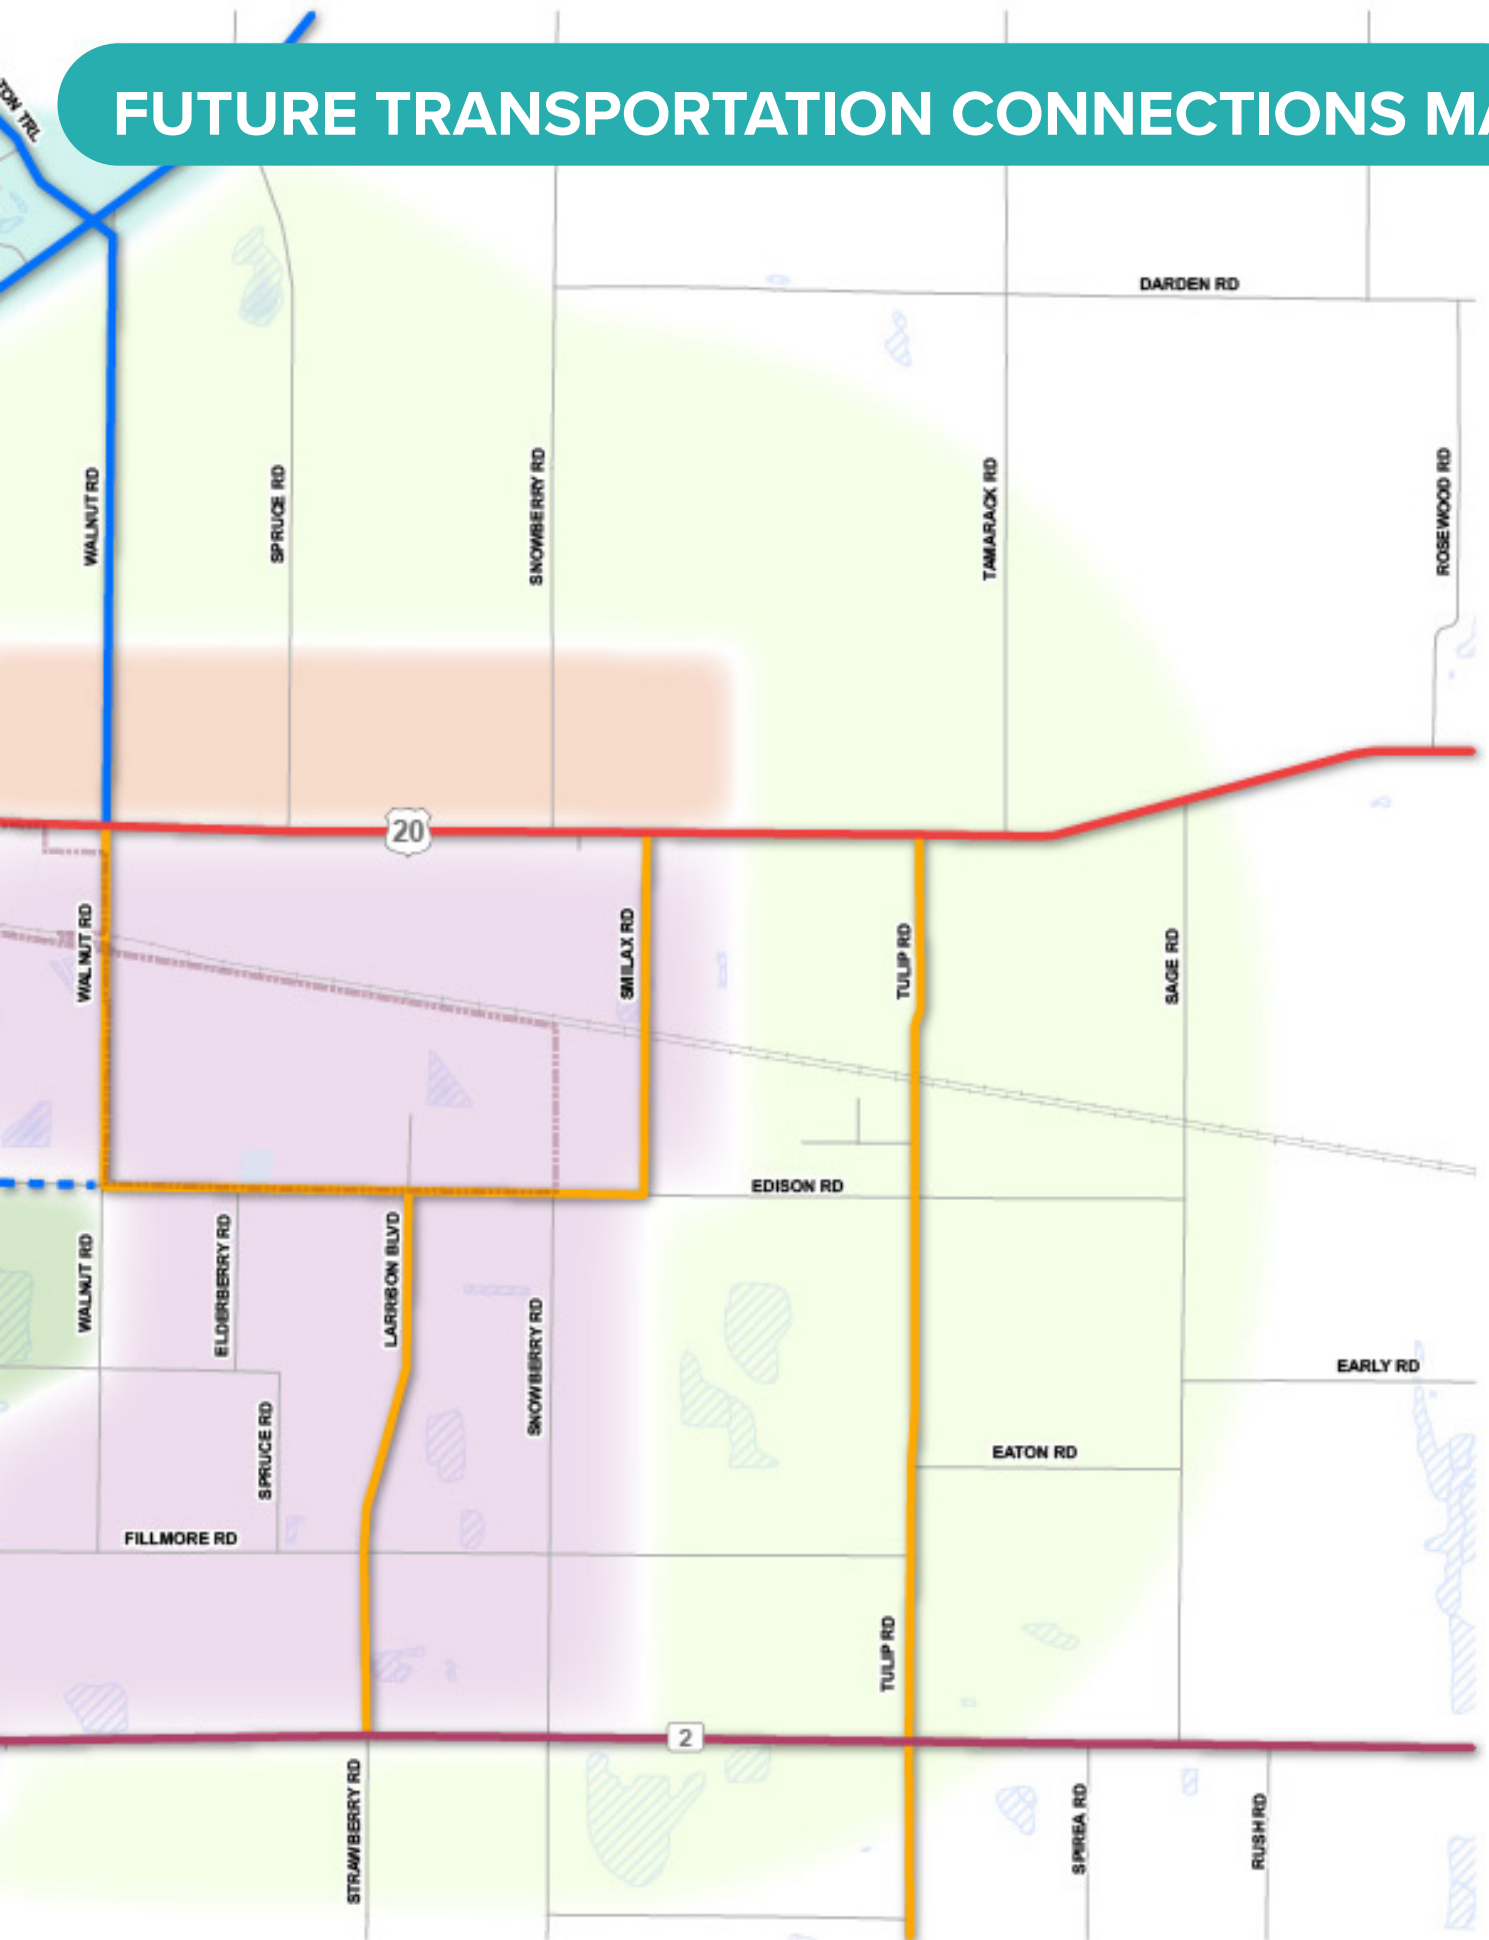 TON TRL
FUTURE TRANSPORTATION CONNECTIONS MA
DARDEN RD
WALNUT RD
SPRUCE RD
SNOWBERRY RD
TAMARACK RD
ROSEWOOD RD
20
WALNUT RD
SMILAX RD
TULIP RD
SAGE RD
EDISON RD
WALNUT RD
ELDERBERRY RD
LARRISON BLVD
SNOWBERRY RD
EARLY RD
SPRUCE RD
EATON RD
FILLMORE RD
TULIP RD
2
STRAWBERRY RD
SPIREA RD
RUSH RD